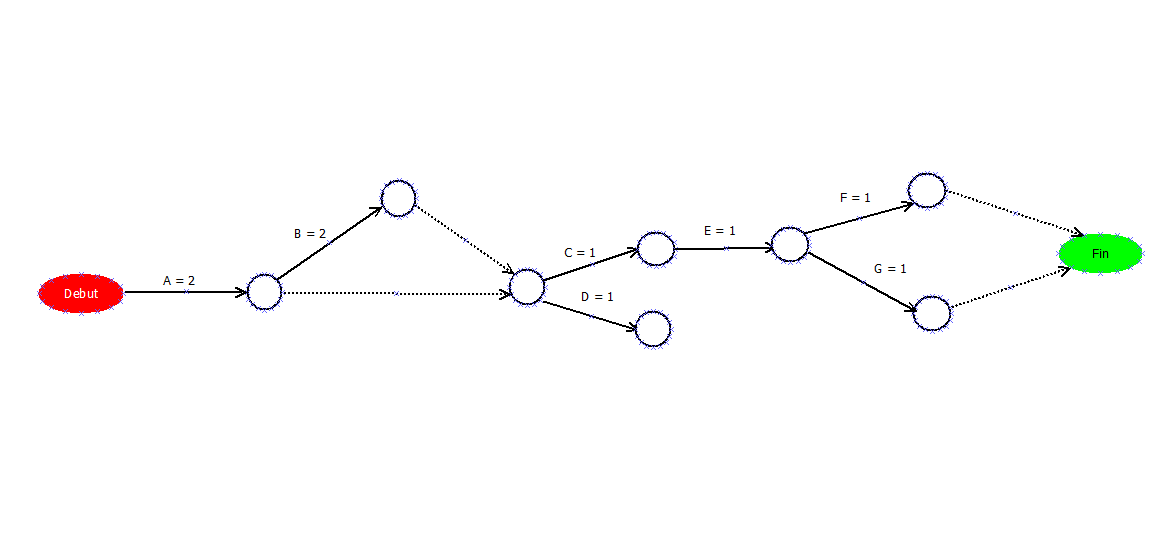 Debut
A = 2
B = 2
C = 1
D = 1
E = 1
F = 1
G = 1
Fin